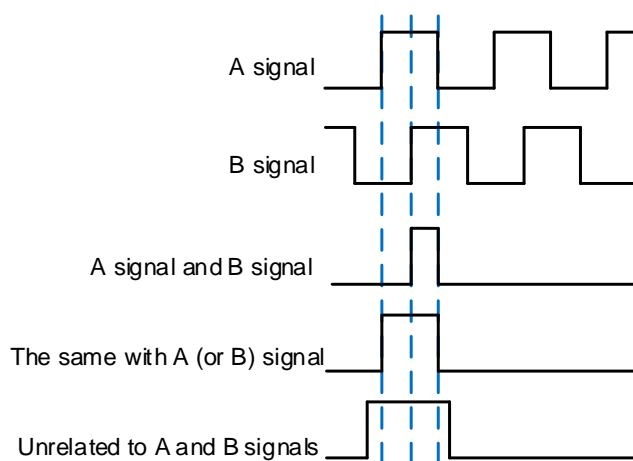 A signal
B signal
A signal and B signal
The same with A (or B) signal
Unrelated to A and B signals